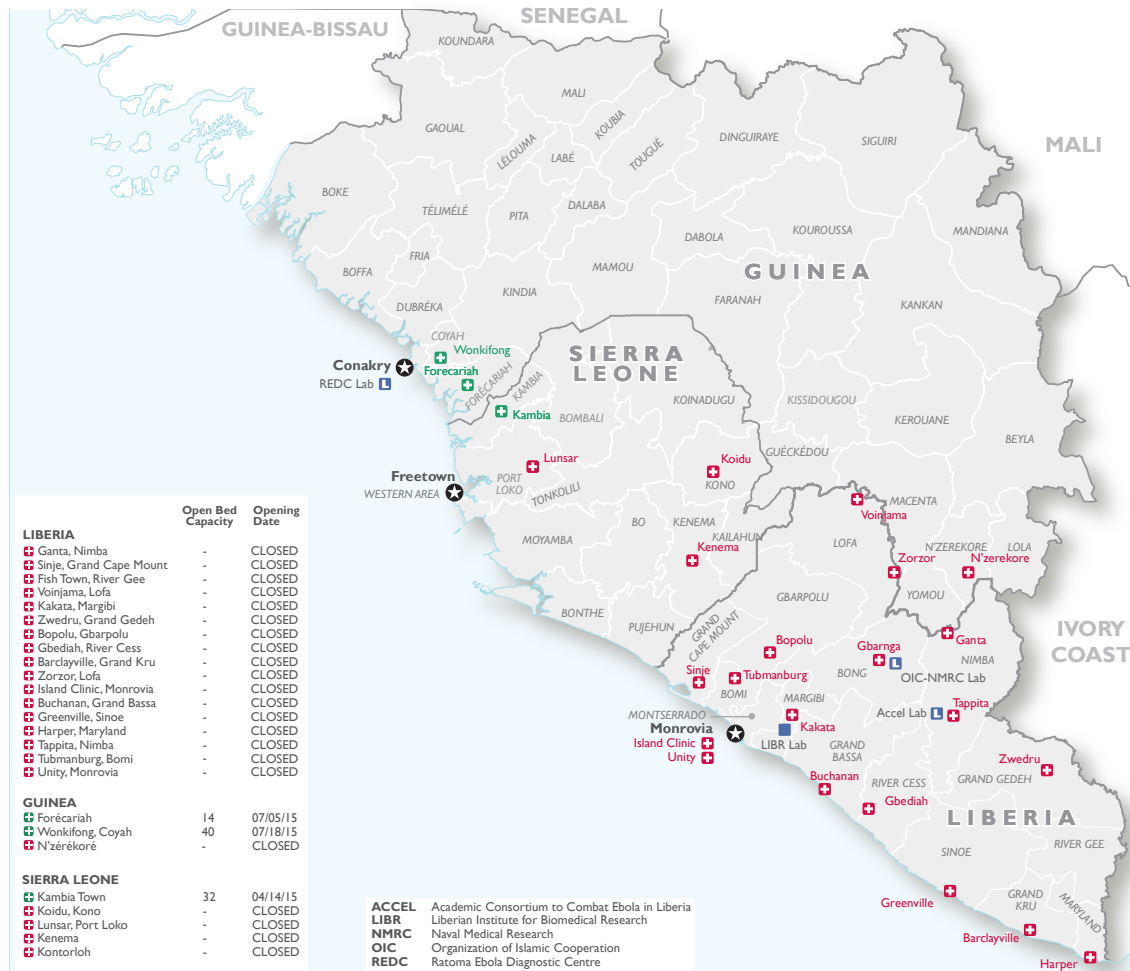 GUINEA-BISSAU
SENEGAL
MALI
IVORY
COAST
GUINEA
SIERRA
LEONE
LIBERIA
KOUNDARA
MALI
GAOUAL
LÉLOUMA
KOUBIA
LABÉ
TOUGUÉ
DINGUIRAYE
SIGUIRI
BOKE
TÉLIMÉLÉ
PITA
DALABA
DABOLA
KOUROUSSA
MANDIANA
BOFFA
FRIA
MAMOU
KINDIA
FARANAH
KANKAN
DUBRÉKA
COYAH
Wonkifong
Conakry
REDC Lab
L
Forecariah
FORÉCARIAH
KAMBIA
Kambia
BOMBALI
KOINADUGU
KISSIDOUGOU
KEROUANE
BEYLA
Lunsar
Koidu
GUÉCKÉDOU
Freetown
WESTERN AREA
PORT
LOKO
TONKOLILI
KONO
MACENTA
Voinjama
BO
KENEMA
KAILAHUN
MOYAMBA
LOFA
N'ZEREKORE
LOLA
Kenema
Zorzor
N'zerekore
YOMOU
BONTHE
PUJEHUN
GBARPOLU
GRAND
CAPE MOUNT
Bopolu
Gbarnga
L
OIC-NMRC Lab
Ganta
NIMBA
Sinje
Tubmanburg
BOMI
BONG
MARGIBI
MONTSERRADO
Monrovia
Kakata
Accel Lab
L
Tappita
Island Clinic
Unity
LIBR Lab
GRAND
BASSA
Buchanan
RIVER CESS
Gbediah
Zwedru
GRAND GEDEH
RIVER GEE
SINOE
Greenville
GRAND
KRU
MARYLAND
Barclayville
Harper
Open Bed
Capacity
Opening
Date
LIBERIA
Ganta, Nimba - CLOSED
Sinje, Grand Cape Mount - CLOSED
Fish Town, River Gee - CLOSED
Voinjama, Lofa - CLOSED
Kakata, Margibi - CLOSED
Zwedru, Grand Gedeh - CLOSED
Bopolu, Gbarpolu - CLOSED
Gbediah, River Cess - CLOSED
Barclayville, Grand Kru - CLOSED
Zorzor, Lofa - CLOSED
Island Clinic, Monrovia - CLOSED
Buchanan, Grand Bassa - CLOSED
Greenville, Sinoe - CLOSED
Harper, Maryland - CLOSED
Tappita, Nimba - CLOSED
Tubmanburg, Bomi - CLOSED
Unity, Monrovia - CLOSED
GUINEA
Forècariah 14 07/05/15
Wonkifong, Coyah 40 07/18/15
N'zérékoré - CLOSED
SIERRA LEONE
Kambia Town 32 04/14/15
Koidu, Kono - CLOSED
Lunsar, Port Loko - CLOSED
Kenema - CLOSED
Kontorloh - CLOSED
ACCEL Academic Consortium to Combat Ebola in Liberia
LIBR Liberian Institute for Biomedical Research
NMRC Naval Medical Research
OIC Organization of Islamic Cooperation
REDC Ratoma Ebola Diagnostic Centre